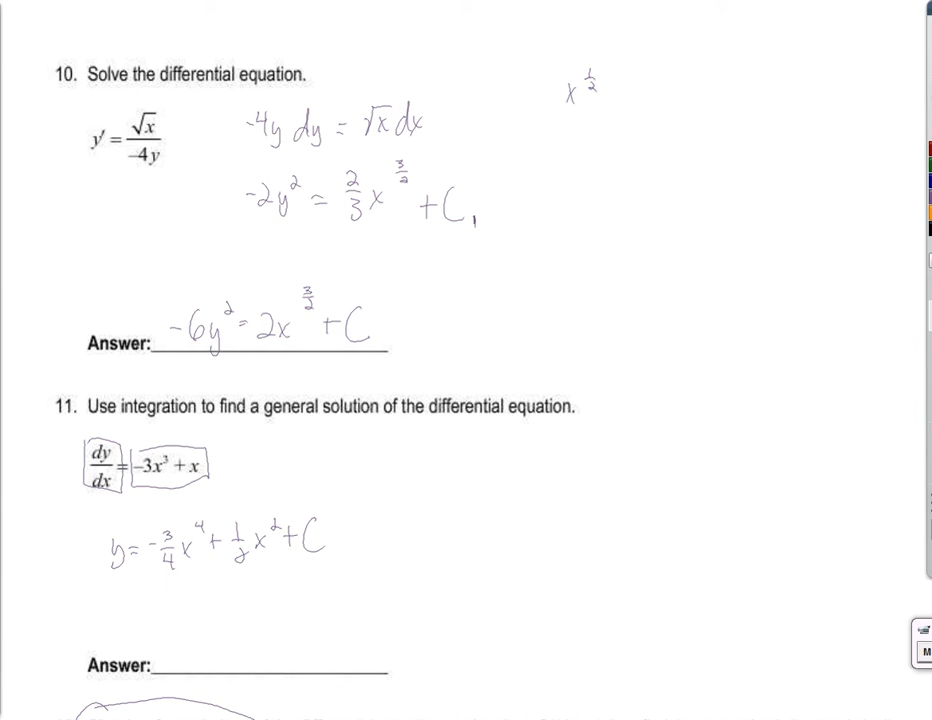 10. Solve the differential equation.
x^(1/2)
y' = √x / -4y
-4y dy = √x dx
-2y² = 2/3 x^(3/2) + C₁
Answer: -6y² = 2x^(3/2) + C
11. Use integration to find a general solution of the differential equation.
dy/dx = -3x³ + x
y = -3/4 x⁴ + 1/2 x² + C
Answer:
M